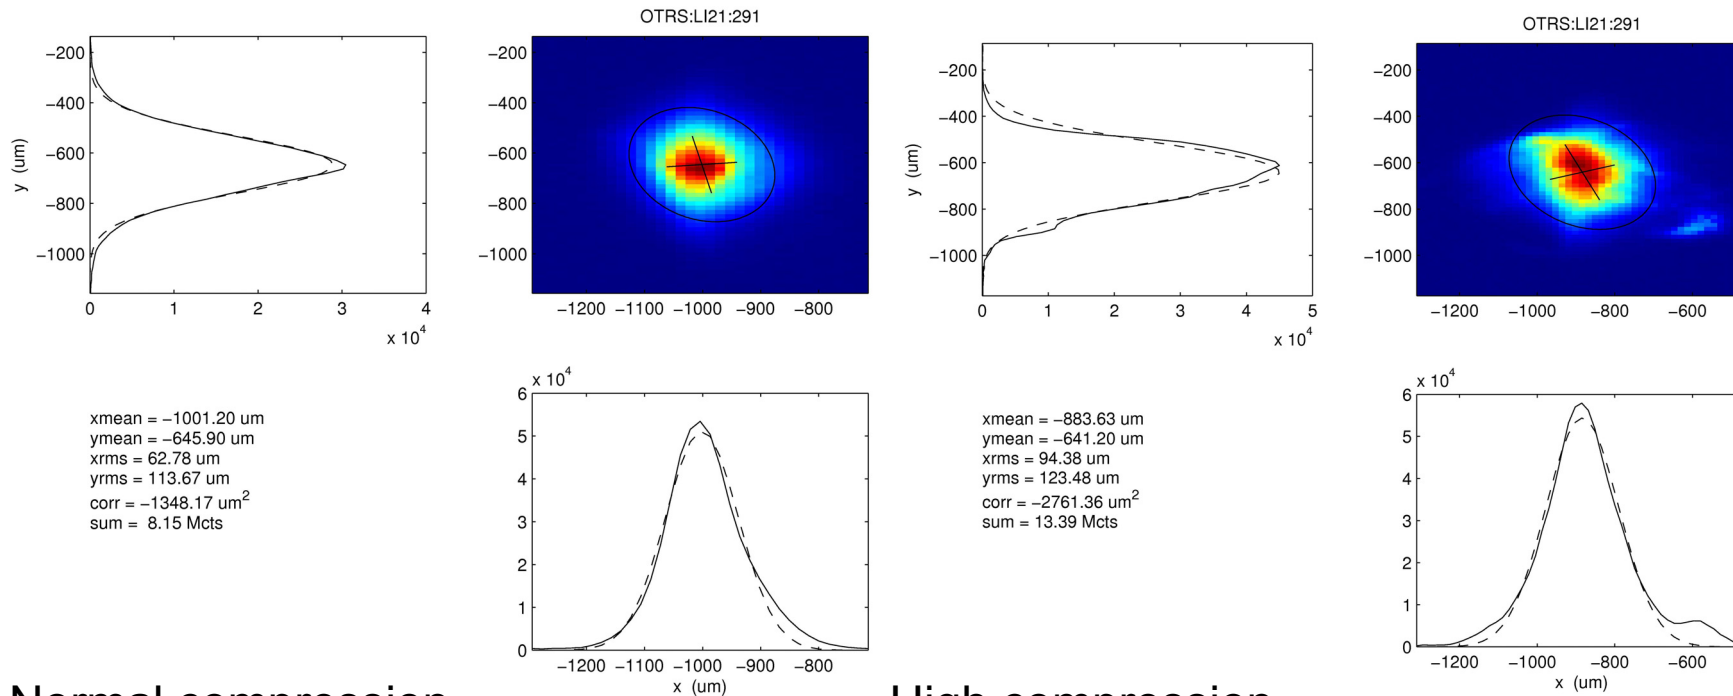 OTRS:LI21:291
−200
−400
−600
−800
−1000
y (um)
0 1 2 3 4
x 10^4
−200
−400
−600
−800
−1000
−1200 −1100 −1000 −900 −800
xmean = −1001.20 um
ymean = −645.90 um
xrms = 62.78 um
yrms = 113.67 um
corr = −1348.17 um^2
sum = 8.15 Mcts
x 10^4
6
5
4
3
2
1
0
−1200 −1100 −1000 −900 −800
x (um)
Normal compression
OTRS:LI21:291
−200
−400
−600
−800
−1000
y (um)
0 1 2 3 4 5
x 10^4
−200
−400
−600
−800
−1000
−1200 −1000 −800 −600
xmean = −883.63 um
ymean = −641.20 um
xrms = 94.38 um
yrms = 123.48 um
corr = −2761.36 um^2
sum = 13.39 Mcts
x 10^4
6
5
4
3
2
1
0
−1200 −1000 −800 −600
x (um)
High compression